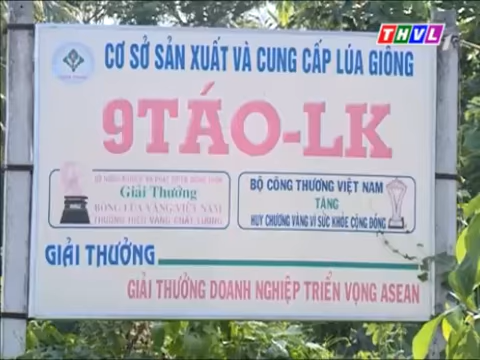 THVL
CƠ SỞ SẢN XUẤT VÀ CUNG CẤP LÚA GIỐNG
9TÁO-LK
Giải Thưởng
BÔNG LÚA VÀNG VIỆT NAM
THƯƠNG HIỆU VÀNG CHẤT LƯỢNG
BỘ CÔNG THƯƠNG VIỆT NAM
TẶNG
HUY CHƯƠNG VÀNG VÌ SỨC KHỎE CỘNG ĐỒNG
GIẢI THƯỞNG
GIẢI THƯỞNG DOANH NGHIỆP TRIỂN VỌNG ASEAN